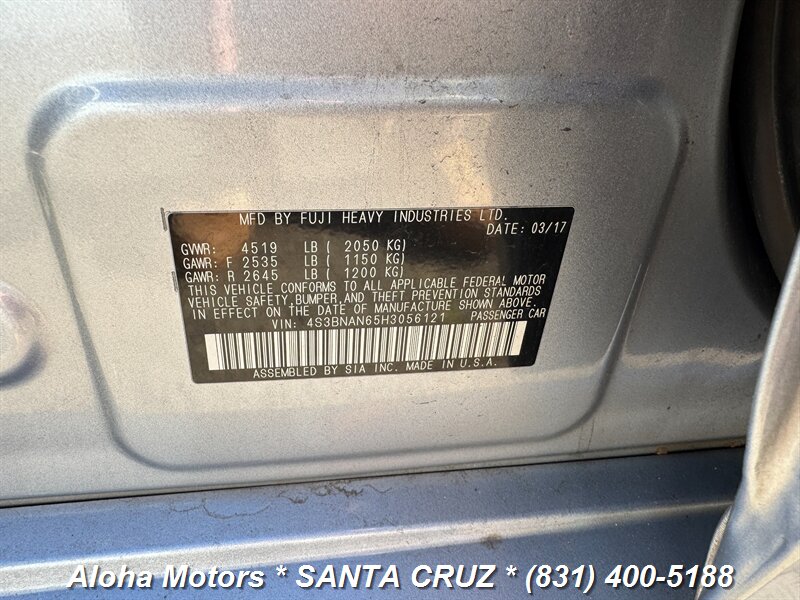 MFD BY FUJI HEAVY INDUSTRIES LTD.
DATE: 03/17
GVWR: 4519 LB ( 2050 KG)
GAWR: F 2535 LB ( 1150 KG)
GAWR: R 2645 LB ( 1200 KG)
THIS VEHICLE CONFORMS TO ALL APPLICABLE FEDERAL MOTOR
VEHICLE SAFETY,BUMPER,AND THEFT PREVENTION STANDARDS
IN EFFECT ON THE DATE OF MANUFACTURE SHOWN ABOVE.
VIN: 4S3BNAN65H3056121 PASSENGER CAR
ASSEMBLED BY SIA INC. MADE IN U.S.A.
Aloha Motors * SANTA CRUZ * (831) 400-5188